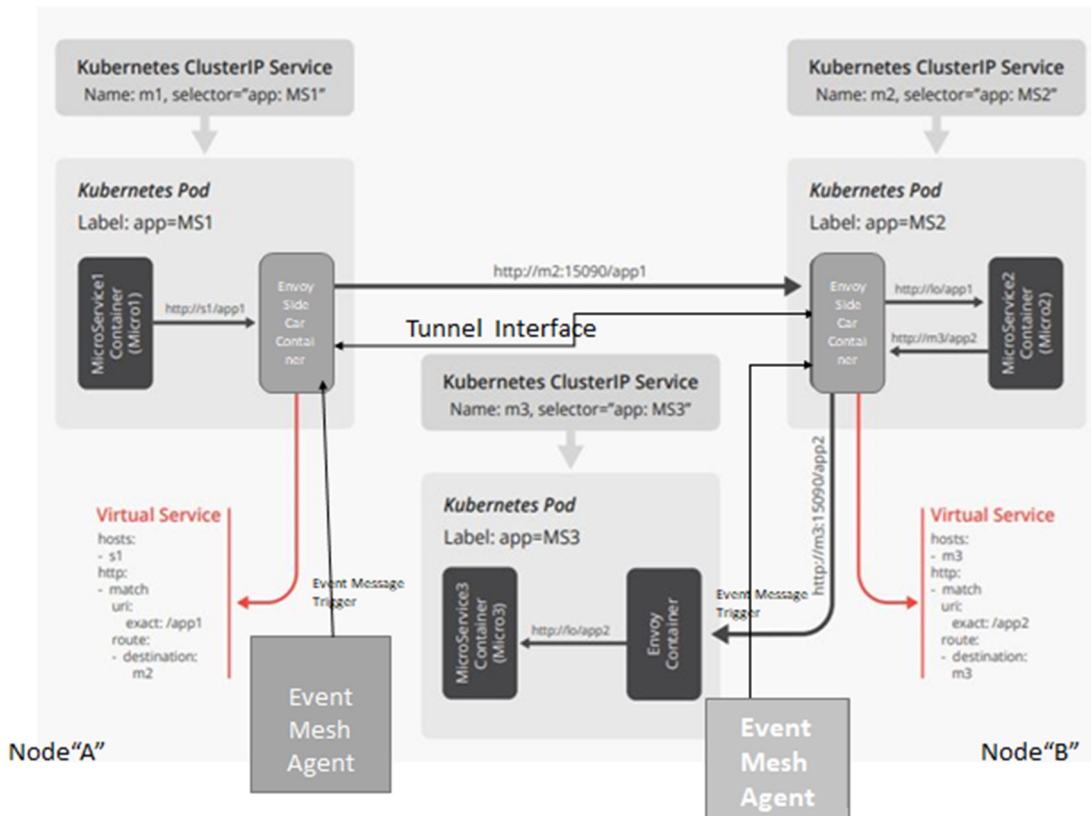 Kubernetes ClusterIP Service
Name: m1, selector="app: MS1"
Kubernetes ClusterIP Service
Name: m2, selector="app: MS2"
Kubernetes Pod
Label: app=MS1
MicroService1
Container
(Micro1)
http://s1/app1
Envoy
Side
Car
Contai
ner
http://m2:15090/app1
Tunnel Interface
Kubernetes Pod
Label: app=MS2
Envoy
Side
Car
Contai
ner
http://lo/app1
http://m3/app2
MicroService2
Container
(Micro2)
Kubernetes ClusterIP Service
Name: m3, selector="app: MS3"
Kubernetes Pod
Label: app=MS3
MicroService3
Container
(Micro3)
http://lo/app2
Envoy
Container
http://m3:15090/app2
Virtual Service
hosts:
- s1
http:
- match
uri:
exact: /app1
route:
- destination:
m2
Event Message
Trigger
Event Message
Trigger
Virtual Service
hosts:
- m3
http:
- match
uri:
exact: /app2
route:
- destination:
m3
Event
Mesh
Agent
Event
Mesh
Agent
Node"A"
Node"B"